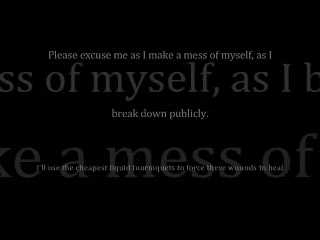 Please excuse me as I make a mess of myself, as I
ss of myself, as I b
break down publicly.
ke a mess of
I'll use the cheapest liquid tourniquets to force these wounds to heal